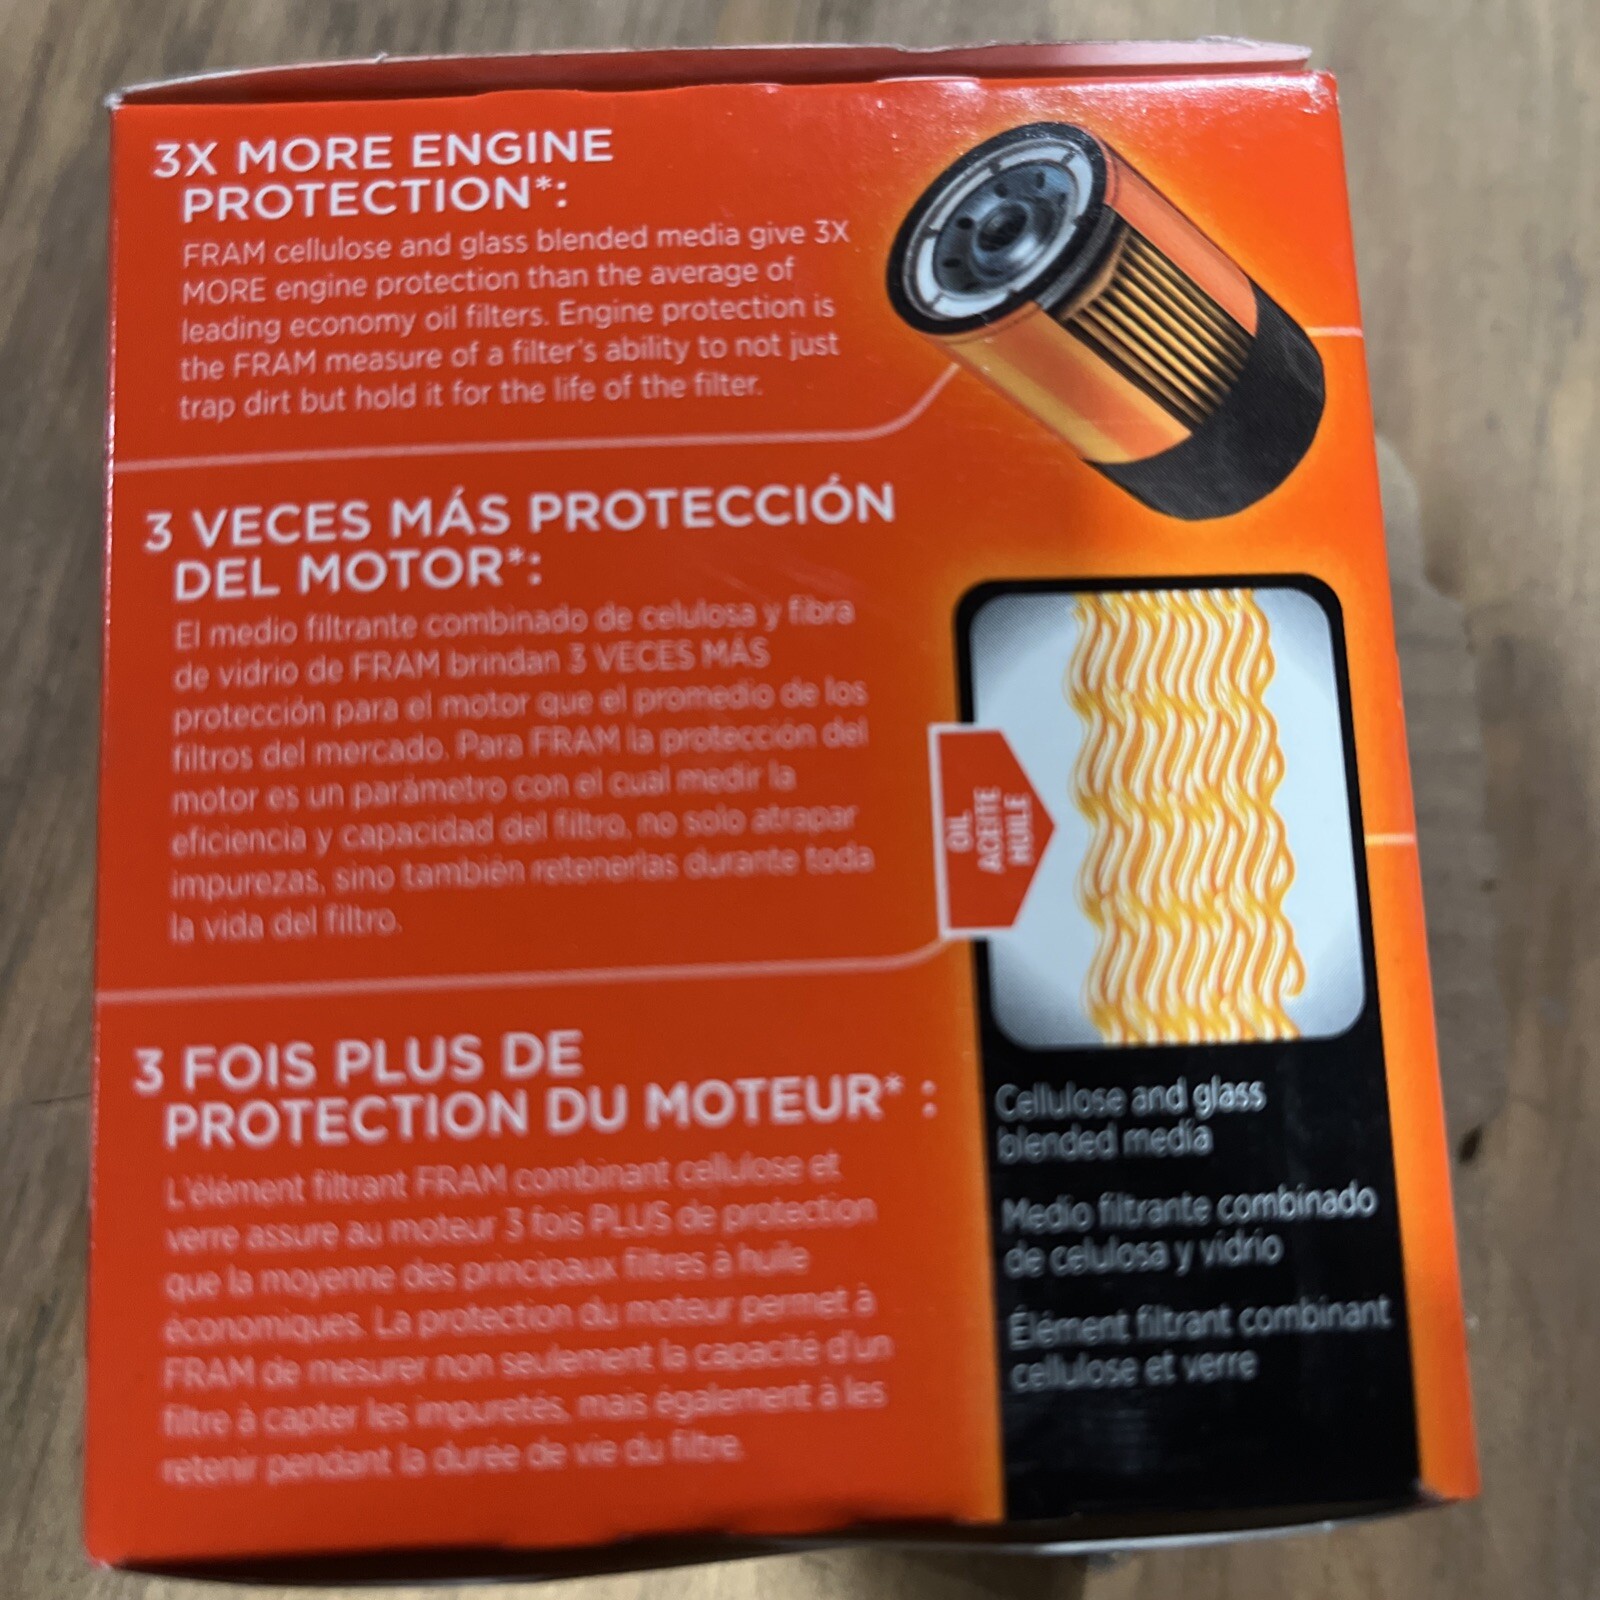 3X MORE ENGINE
PROTECTION*:
FRAM cellulose and glass blended media give 3X
MORE engine protection than the average of
leading economy oil filters. Engine protection is
the FRAM measure of a filter's ability to not just
trap dirt but hold it for the life of the filter.
3 VECES MÁS PROTECCIÓN
DEL MOTOR*:
El medio filtrante combinado de celulosa y fibra
de vidrio de FRAM brindan 3 VECES MÁS
protección para el motor que el promedio de los
filtros del mercado. Para FRAM la protección del
motor es un parámetro con el cual medir la
eficiencia y capacidad del filtro, no solo atrapar
impurezas, sino también retenerlas durante toda
la vida del filtro.
3 FOIS PLUS DE
PROTECTION DU MOTEUR* :
L'élément filtrant FRAM combinant cellulose et
verre assure au moteur 3 fois PLUS de protection
que la moyenne des principaux filtres à huile
économiques. La protection du moteur permet à
FRAM de mesurer non seulement la capacité d'un
filtre à capter les impuretés, mais également à les
retenir pendant la durée de vie du filtre.
OIL
ACEITE
HUILE
Cellulose and glass
blended media
Medio filtrante combinado
de celulosa y vidrio
Élément filtrant combinant
cellulose et verre